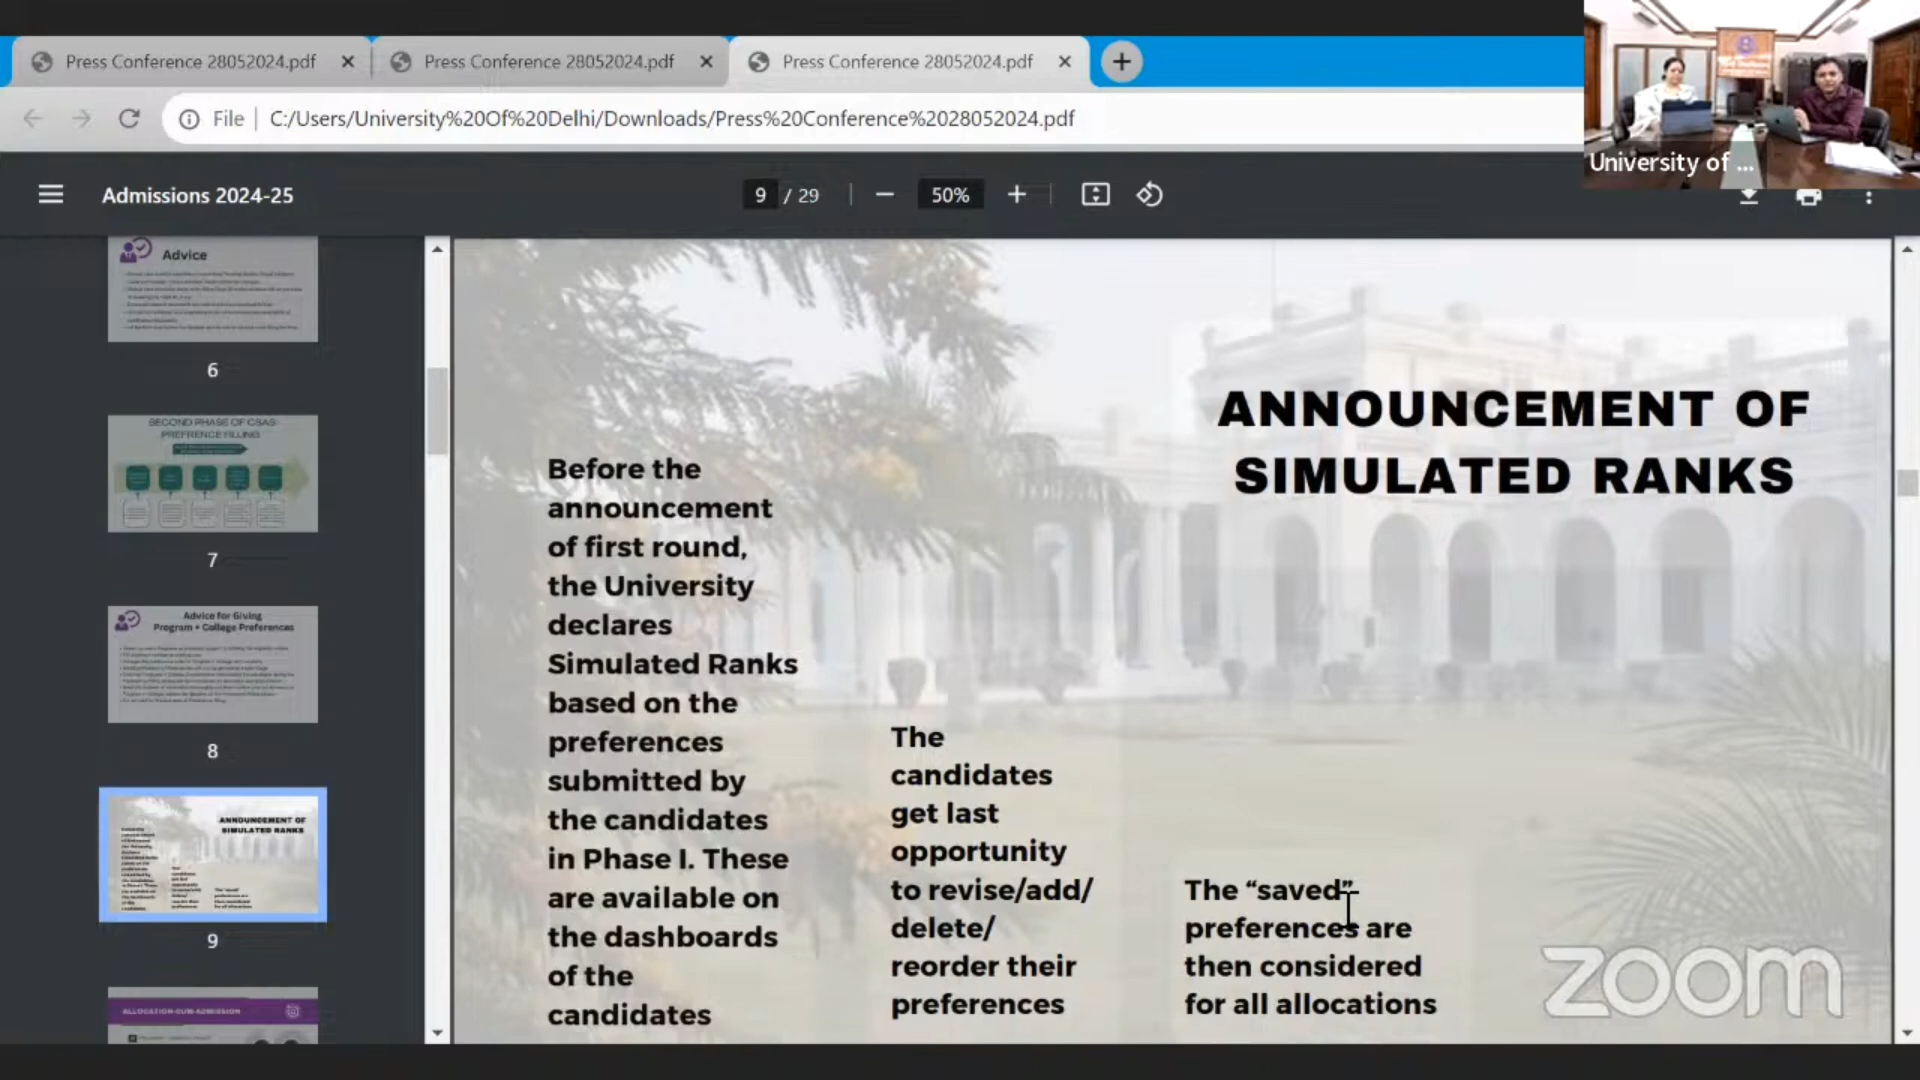 Press Conference 28052024.pdf
Press Conference 28052024.pdf
Press Conference 28052024.pdf
File
C:/Users/University%20Of%20Delhi/Downloads/Press%20Conference%2028052024.pdf
University of ...
Admissions 2024-25
9 / 29
50%
Advice
6
SECOND PHASE OF CSAS:
PREFRENCE FILLING
7
Advice for Giving
Program + College Preferences
8
ANNOUNCEMENT OF
SIMULATED RANKS
9
ALLOCATION-CUM-ADMISSION
ANNOUNCEMENT OF
SIMULATED RANKS
Before the
announcement
of first round,
the University
declares
Simulated Ranks
based on the
preferences
submitted by
the candidates
in Phase I. These
are available on
the dashboards
of the
candidates
The
candidates
get last
opportunity
to revise/add/
delete/
reorder their
preferences
The “saved”
preferences are
then considered
for all allocations
zoom